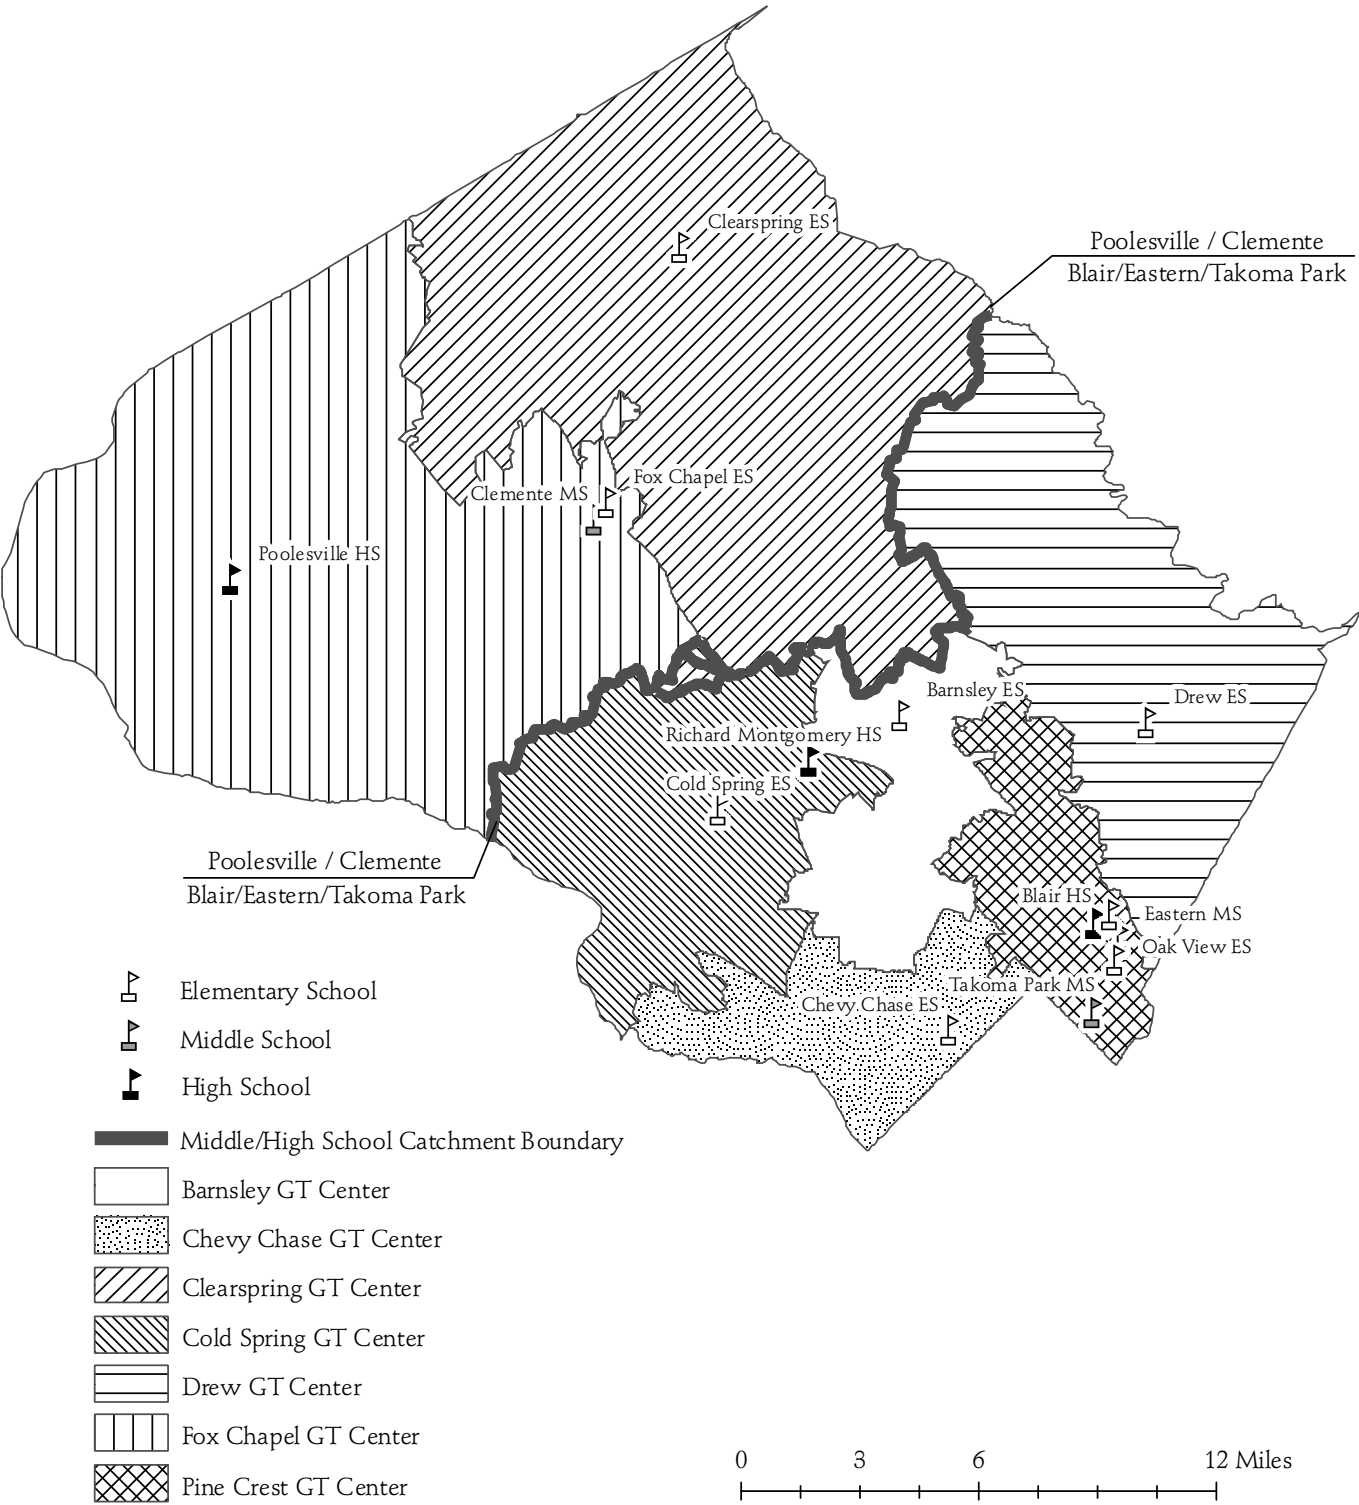 Clearspring ES
Poolesville / Clemente
Blair/Eastern/Takoma Park
Fox Chapel ES
Clemente MS
Poolesville HS
Barnsley ES
Drew ES
Richard Montgomery HS
Cold Spring ES
Poolesville / Clemente
Blair/Eastern/Takoma Park
Blair HS
Eastern MS
Oak View ES
Takoma Park MS
Chevy Chase ES
Elementary School
Middle School
High School
Middle/High School Catchment Boundary
Barnsley GT Center
Chevy Chase GT Center
Clearspring GT Center
Cold Spring GT Center
Drew GT Center
Fox Chapel GT Center
Pine Crest GT Center
0 3 6 12 Miles